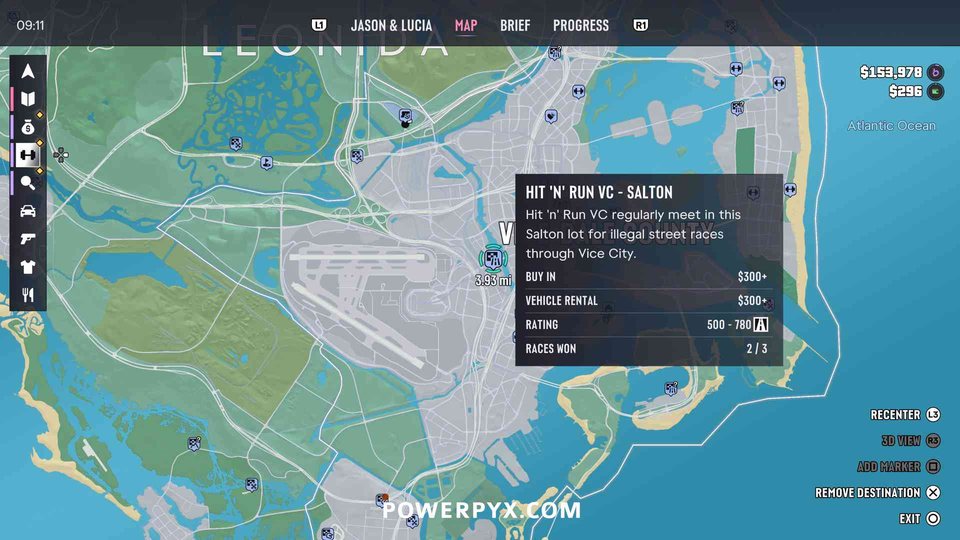 09:11
L1
JASON & LUCIA
MAP
BRIEF
PROGRESS
R1
LEONIDA
$153,978
$296
Atlantic Ocean
HIT 'N' RUN VC - SALTON
Hit 'n' Run VC regularly meet in this
Salton lot for illegal street races
through Vice City.
BUY IN $300+
VEHICLE RENTAL $300+
RATING 500 - 780
RACES WON 2 / 3
V
COUNTY
3.93 mi
RECENTER L3
3D VIEW R3
ADD MARKER
REMOVE DESTINATION
EXIT
POWERPYX.COM